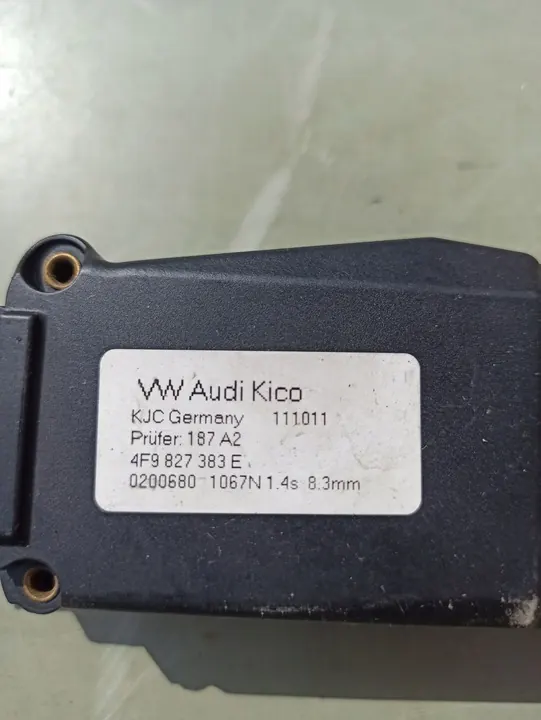 VW Audi Kico
KJC Germany 111011
Prüfer: 187 A2
4F9 827 383 E
0200680 1067N 1.4s 8.3mm